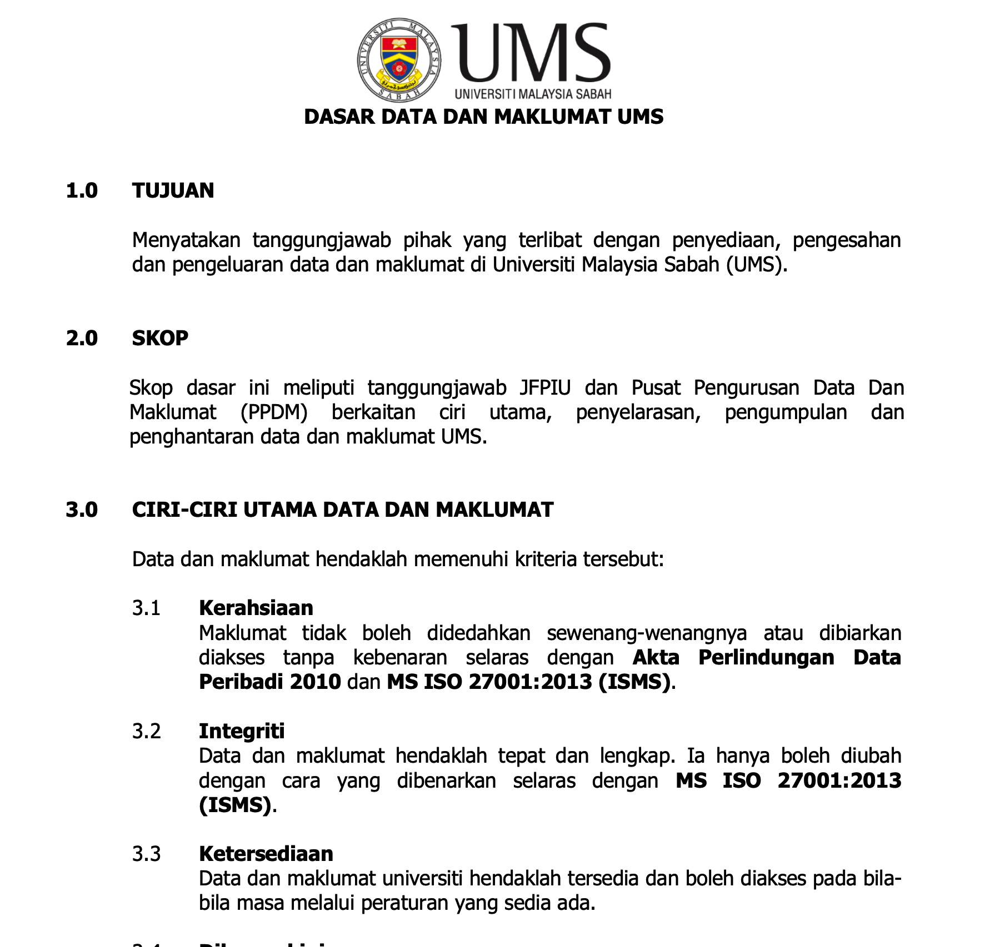 UNIVERSITI MALAYSIA
SABAH
UMS
UNIVERSITI MALAYSIA SABAH
DASAR DATA DAN MAKLUMAT UMS
1.0 TUJUAN
Menyatakan tanggungjawab pihak yang terlibat dengan penyediaan, pengesahan
dan pengeluaran data dan maklumat di Universiti Malaysia Sabah (UMS).
2.0 SKOP
Skop dasar ini meliputi tanggungjawab JFPIU dan Pusat Pengurusan Data Dan
Maklumat (PPDM) berkaitan ciri utama, penyelarasan, pengumpulan dan
penghantaran data dan maklumat UMS.
3.0 CIRI-CIRI UTAMA DATA DAN MAKLUMAT
Data dan maklumat hendaklah memenuhi kriteria tersebut:
3.1 Kerahsiaan
Maklumat tidak boleh didedahkan sewenang-wenangnya atau dibiarkan
diakses tanpa kebenaran selaras dengan Akta Perlindungan Data
Peribadi 2010 dan MS ISO 27001:2013 (ISMS).
3.2 Integriti
Data dan maklumat hendaklah tepat dan lengkap. Ia hanya boleh diubah
dengan cara yang dibenarkan selaras dengan MS ISO 27001:2013
(ISMS).
3.3 Ketersediaan
Data dan maklumat universiti hendaklah tersedia dan boleh diakses pada bila-
bila masa melalui peraturan yang sedia ada.